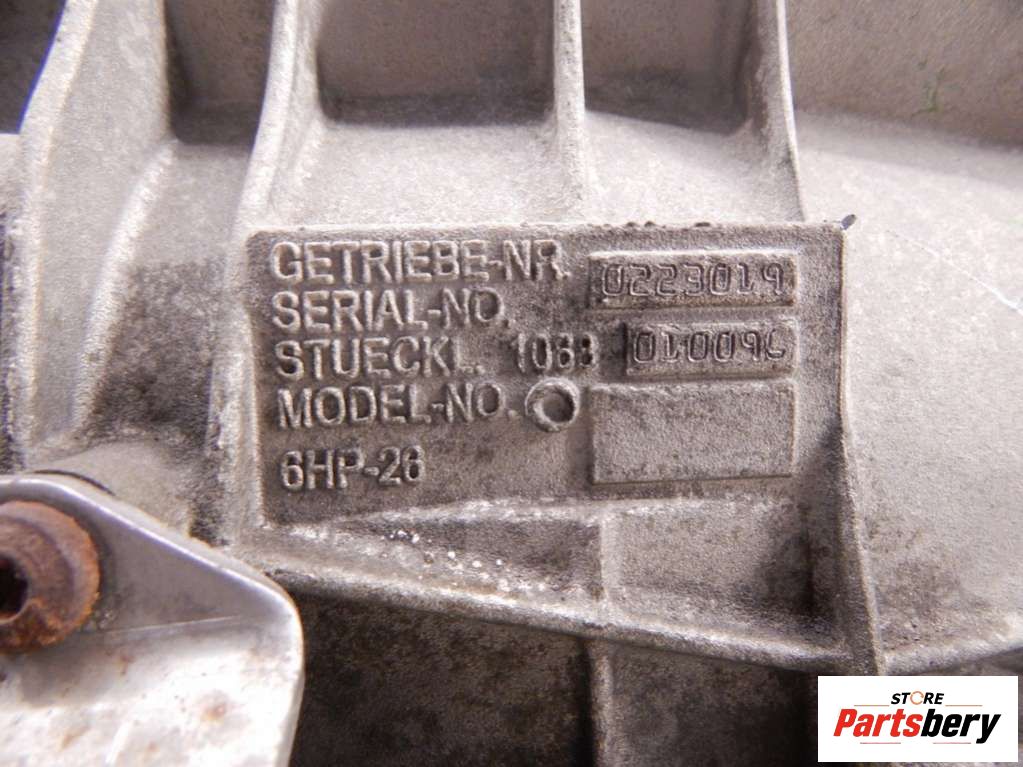 GETRIEBE-NR. 0223019
SERIAL-NO.
STUECKL. 1068 010096
MODEL-NO.
6HP-26
STORE
Partsbery